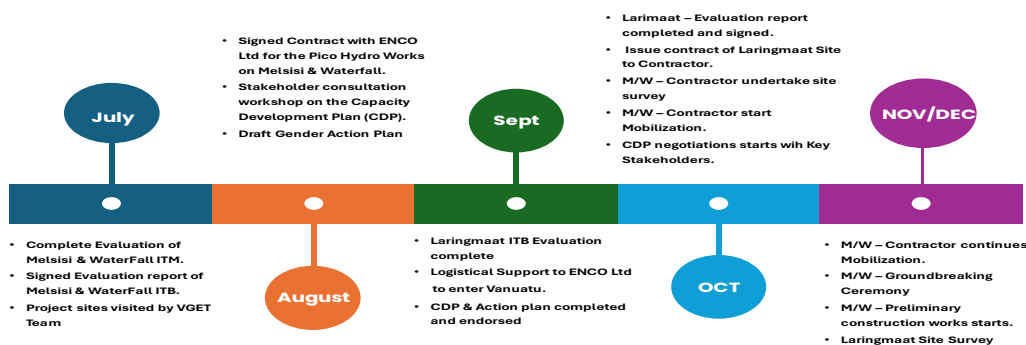 July
• Complete Evaluation of
Melsisi & WaterFall ITM.
• Signed Evaluation report of
Melsisi & WaterFall ITB.
• Project sites visited by VGET
Team
• Signed Contract with ENCO
Ltd for the Pico Hydro Works
on Melsisi & Waterfall.
• Stakeholder consultation
workshop on the Capacity
Development Plan (CDP).
• Draft Gender Action Plan
August
Sept
• Laringmaat ITB Evaluation
complete
• Logistical Support to ENCO Ltd
to enter Vanuatu.
• CDP & Action plan completed
and endorsed
• Larimaat – Evaluation report
completed and signed.
• Issue contract of Laringmaat Site
to Contractor.
• M/W – Contractor undertake site
survey
• M/W – Contractor start
Mobilization.
• CDP negotiations starts wih Key
Stakeholders.
OCT
NOV/DEC
• M/W – Contractor continues
Mobilization.
• M/W – Groundbreaking
Ceremony
• M/W – Preliminary
construction works starts.
• Laringmaat Site Survey